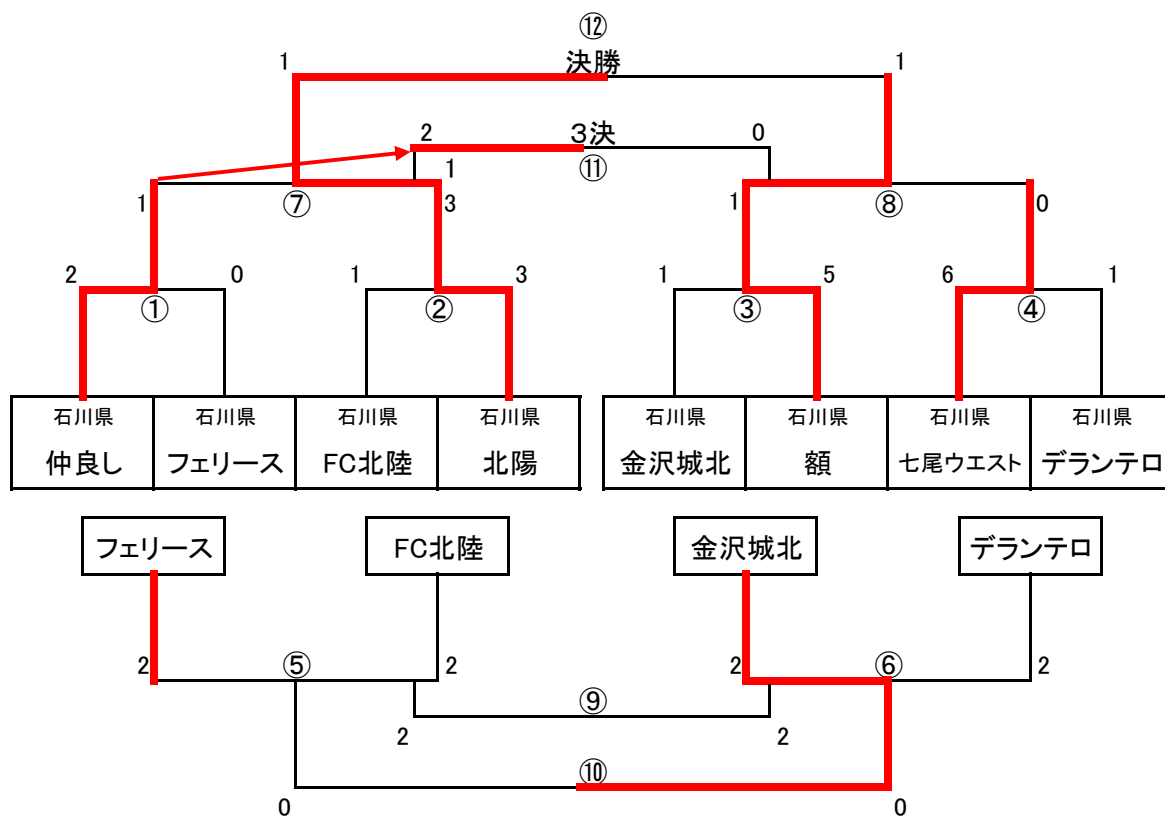 ⑫
1 決勝 1
2 3決 0
1 ⑪
1 ⑦ 3 1 ⑧ 0
2 0 1 3 1 5 6 1
① ② ③ ④
石川県 石川県 石川県 石川県 石川県 石川県 石川県 石川県
仲良し フェリース FC北陸 北陽 金沢城北 額 七尾ウエスト デランテロ
フェリース FC北陸 金沢城北 デランテロ
2 ⑤ 2 2 ⑥ 2
⑨
2 2
⑩
0 0